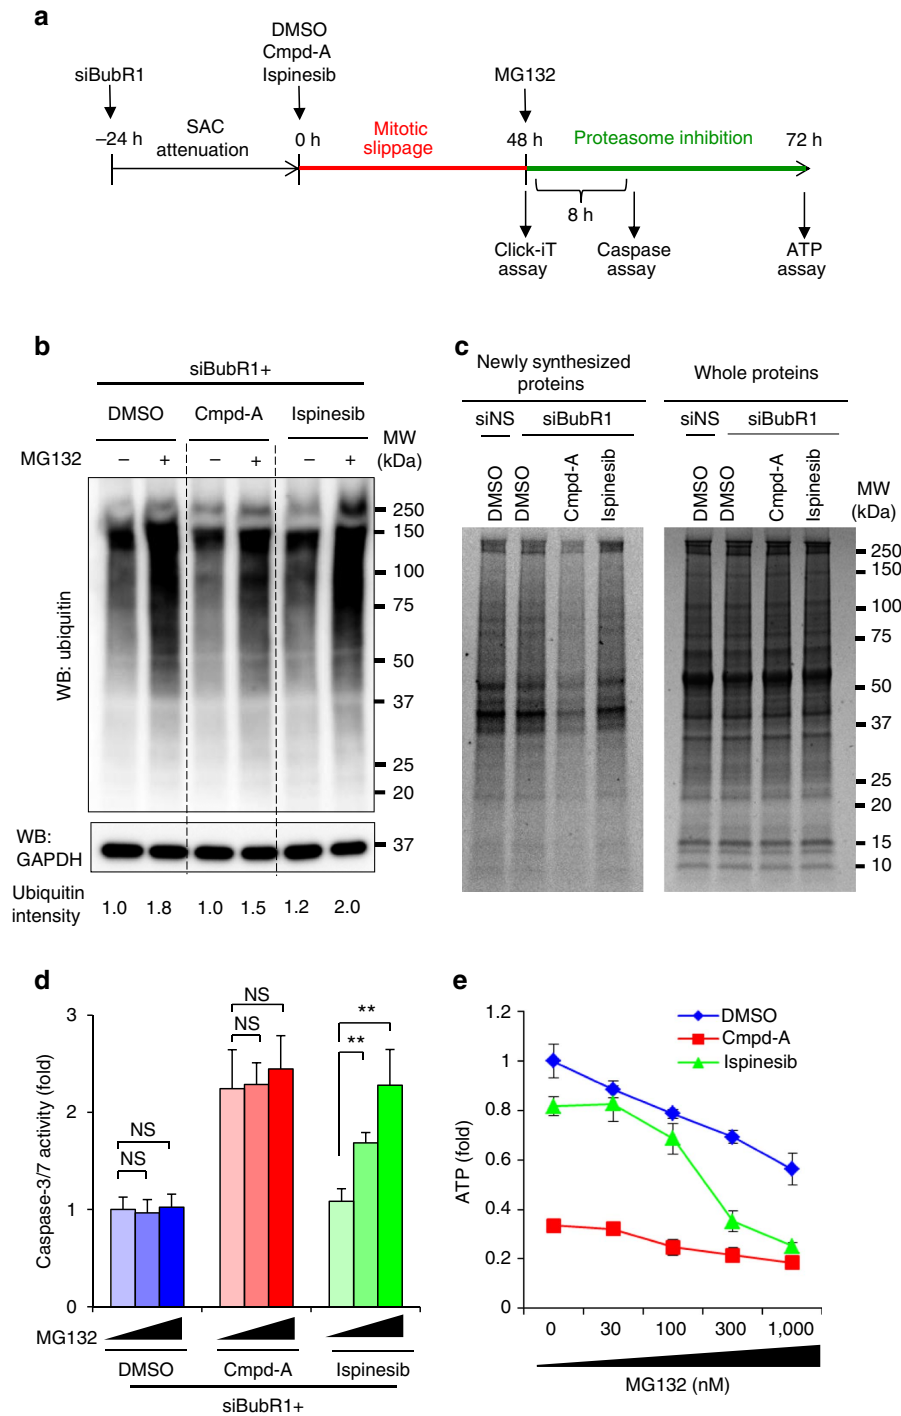 a
DMSO
Cmpd-A
siBubR1 Ispinesib MG132
–24 h SAC attenuation 0 h Mitotic slippage 48 h Proteasome inhibition 72 h
8 h
Click-iT assay
Caspase assay
ATP assay
b
siBubR1+
DMSO Cmpd-A Ispinesib
MW (kDa)
MG132 – + – + – +
WB: ubiquitin
250
150
100
75
50
37
25
20
WB: GAPDH
37
Ubiquitin intensity 1.0 1.8 1.0 1.5 1.2 2.0
c
Newly synthesized proteins
Whole proteins
siNS siBubR1 siNS siBubR1
DMSO DMSO Cmpd-A Ispinesib DMSO DMSO Cmpd-A Ispinesib
MW (kDa)
250
150
100
75
50
37
25
20
15
10
d
Caspase-3/7 activity (fold)
3
2
1
0
NS
NS
NS
NS
**
**
MG132
DMSO Cmpd-A Ispinesib
siBubR1+
e
ATP (fold)
1.2
1
0.8
0.6
0.4
0.2
0
DMSO
Cmpd-A
Ispinesib
0 30 100 300 1,000
MG132 (nM)